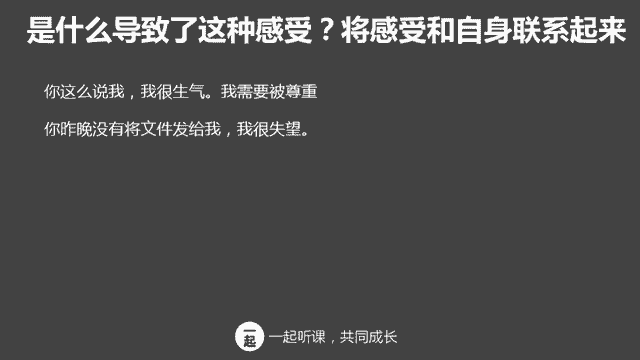 是什么导致了这种感受？将感受和自身联系起来
你这么说我，我很生气。我需要被尊重
你昨晚没有将文件发给我，我很失望。
一起
一起听课，共同成长